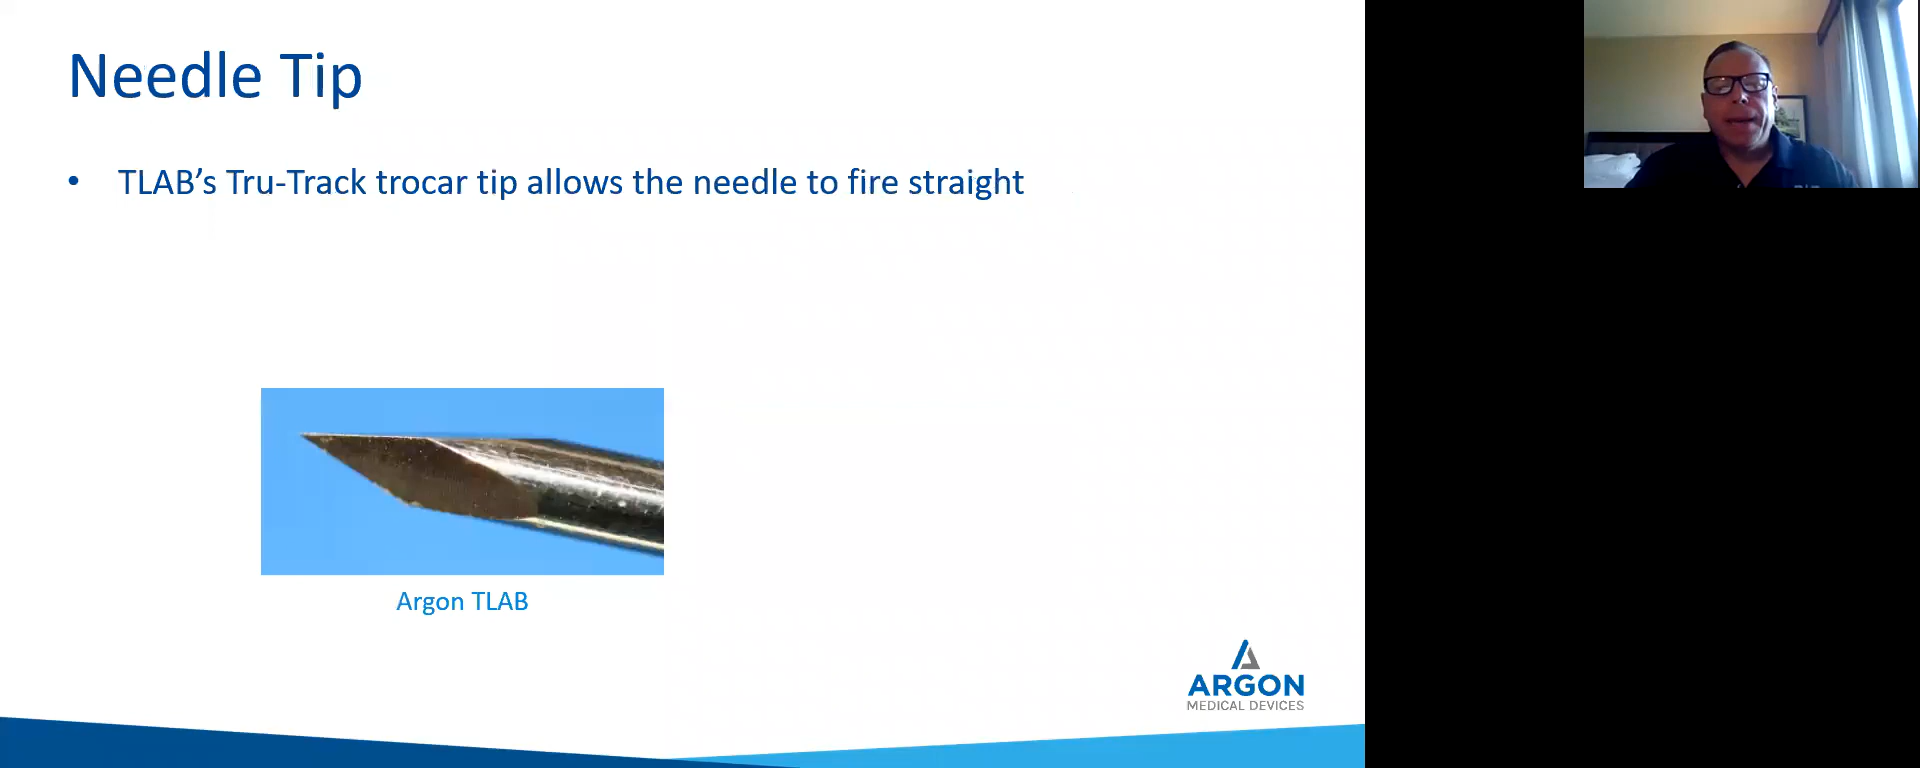 Needle Tip
• TLAB’s Tru-Track trocar tip allows the needle to fire straight
Argon TLAB
ARGON
MEDICAL DEVICES